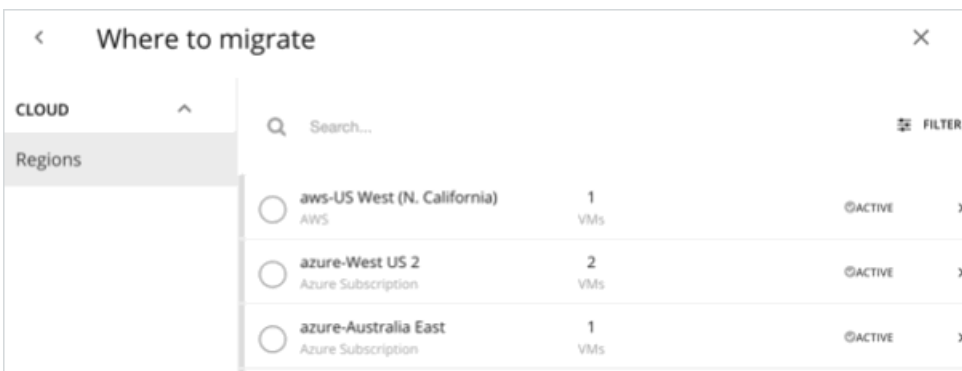 Where to migrate
CLOUD
Regions
Search...
FILTER
aws-US West (N. California)
AWS
1
VMs
ACTIVE
azure-West US 2
Azure Subscription
2
VMs
ACTIVE
azure-Australia East
Azure Subscription
1
VMs
ACTIVE